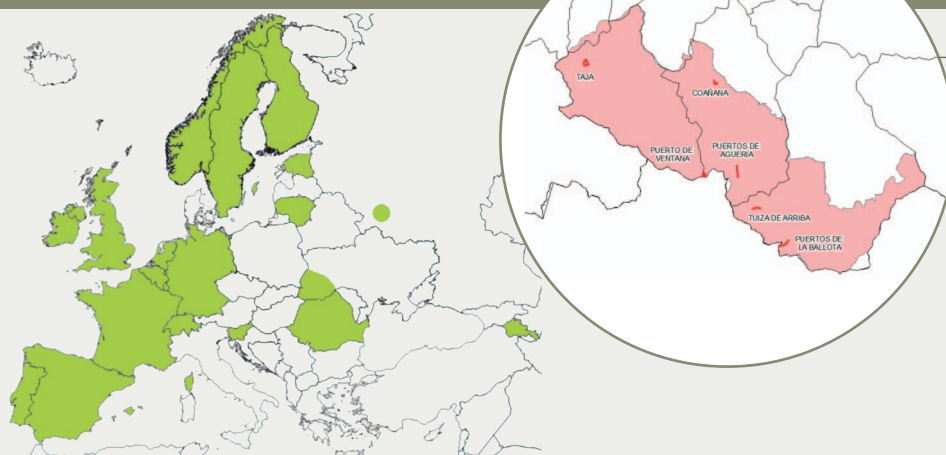 TAJA
COAÑANA
PUERTO DE
VENTANA
PUERTOS DE
AGÜERIA
TUIZA DE ARRIBA
PUERTOS DE
LA BALLOTA